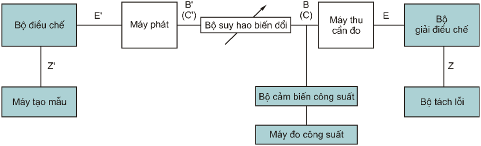 Bộ điều chế
E'
Máy phát
B'
(C')
Bộ suy hao biến đổi
B
(C)
Máy thu
cần đo
E
Bộ
giải điều chế
Z'
Z
Máy tạo mẫu
Bộ cảm biến công suất
Bộ tách lỗi
Máy đo công suất